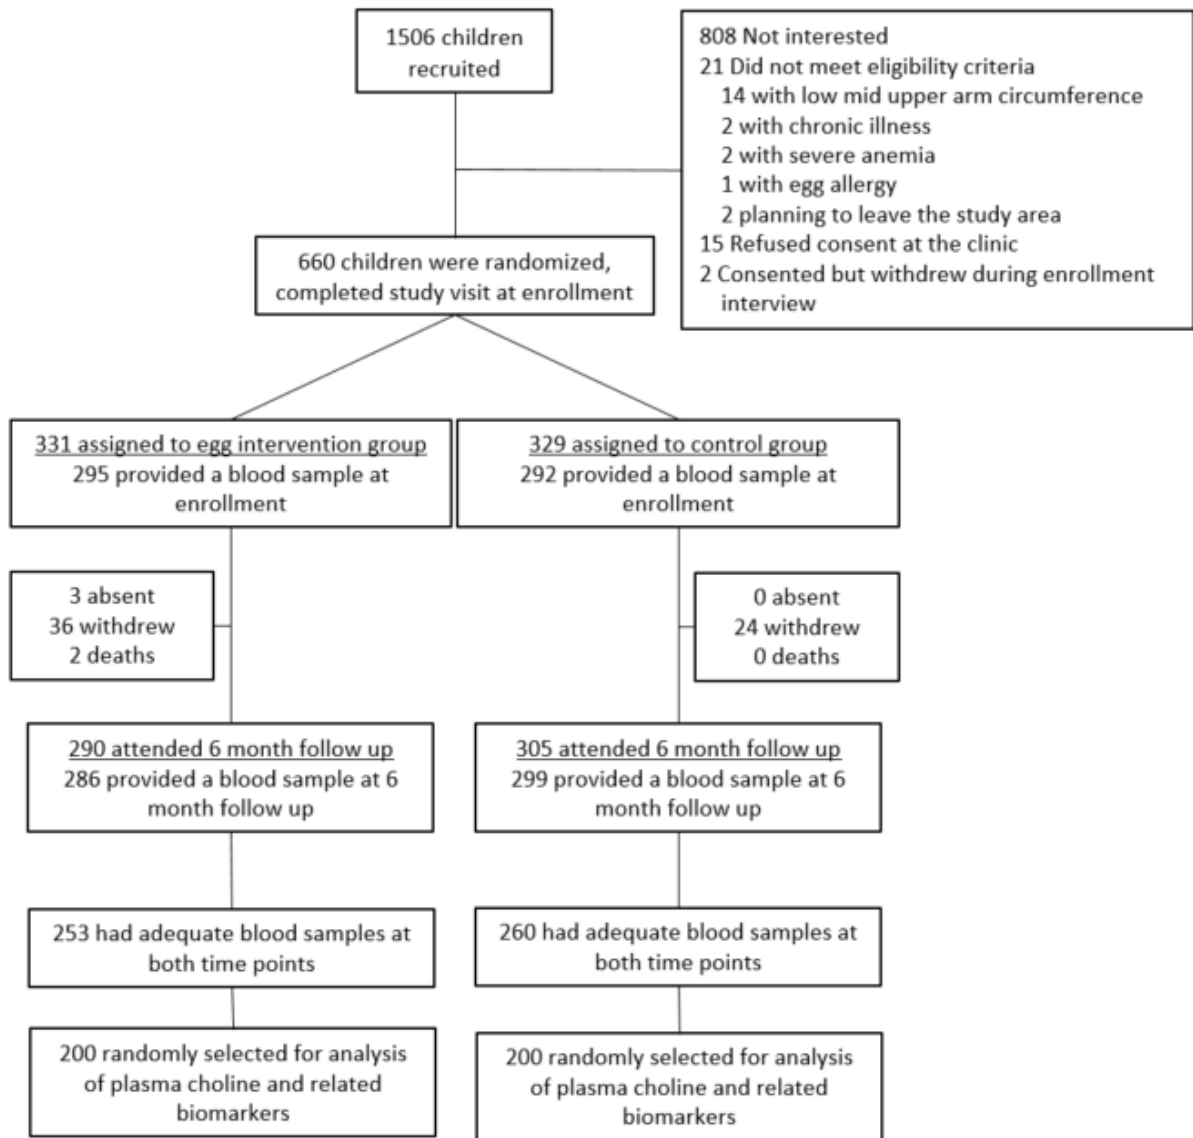 1506 children
recruited
808 Not interested
21 Did not meet eligibility criteria
14 with low mid upper arm circumference
2 with chronic illness
2 with severe anemia
1 with egg allergy
2 planning to leave the study area
15 Refused consent at the clinic
2 Consented but withdrew during enrollment
interview
660 children were randomized,
completed study visit at enrollment
331 assigned to egg intervention group
295 provided a blood sample at
enrollment
329 assigned to control group
292 provided a blood sample at
enrollment
3 absent
36 withdrew
2 deaths
0 absent
24 withdrew
0 deaths
290 attended 6 month follow up
286 provided a blood sample at 6
month follow up
305 attended 6 month follow up
299 provided a blood sample at 6
month follow up
253 had adequate blood samples at
both time points
260 had adequate blood samples at
both time points
200 randomly selected for analysis
of plasma choline and related
biomarkers
200 randomly selected for analysis
of plasma choline and related
biomarkers